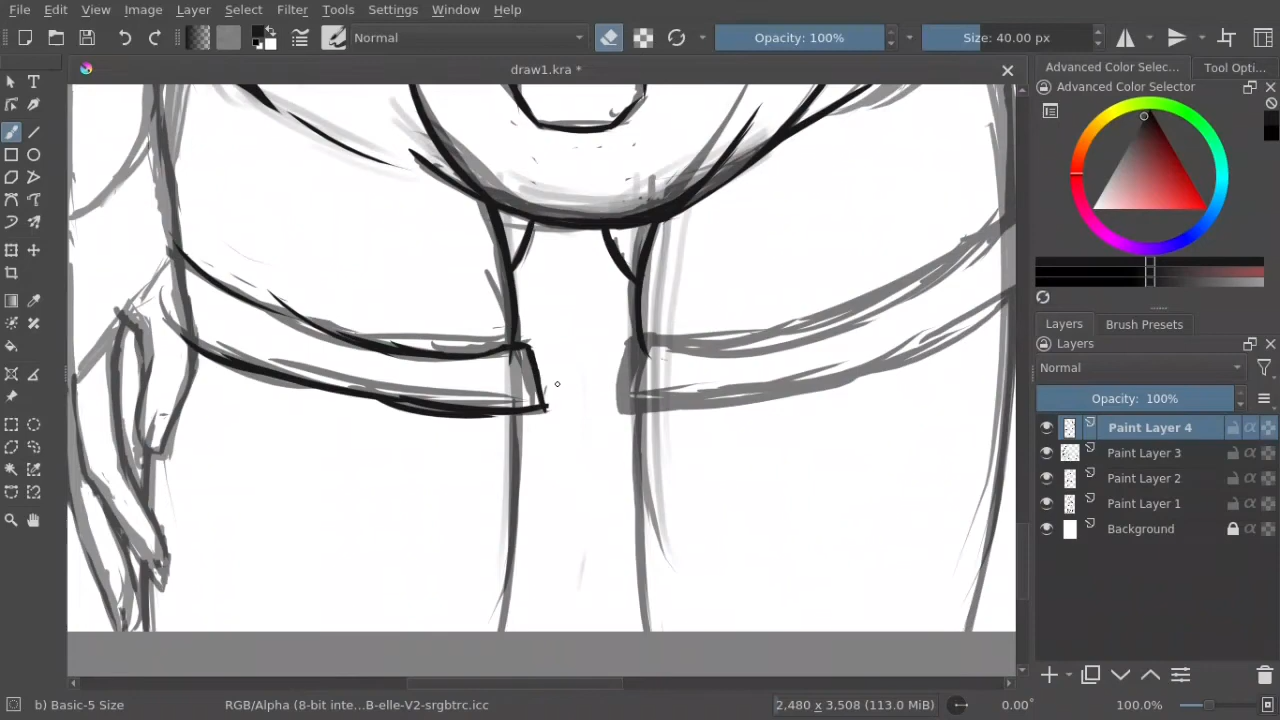 File Edit View Image Layer Select Filter Tools Settings Window Help
Normal Opacity: 100% Size: 40.00 px
draw1.kra *
Advanced Color Selec... Tool Opti...
Advanced Color Selector
Layers Brush Presets
Layers
Normal
Opacity: 100%
Paint Layer 4
Paint Layer 3
Paint Layer 2
Paint Layer 1
Background
b) Basic-5 Size RGB/Alpha (8-bit inte...B-elle-V2-srgbtrc.icc 2,480 x 3,508 (113.0 MiB) 0.00° 100.0%